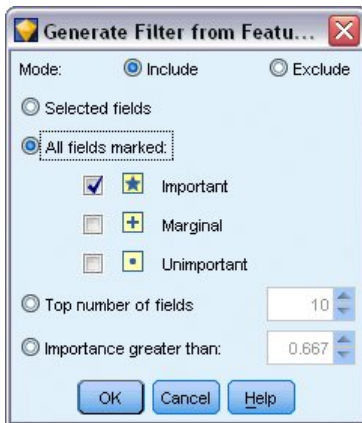 Generate Filter from Featu...
Mode: Include Exclude
Selected fields
All fields marked:
Important
Marginal
Unimportant
Top number of fields 10
Importance greater than: 0.667
OK Cancel Help